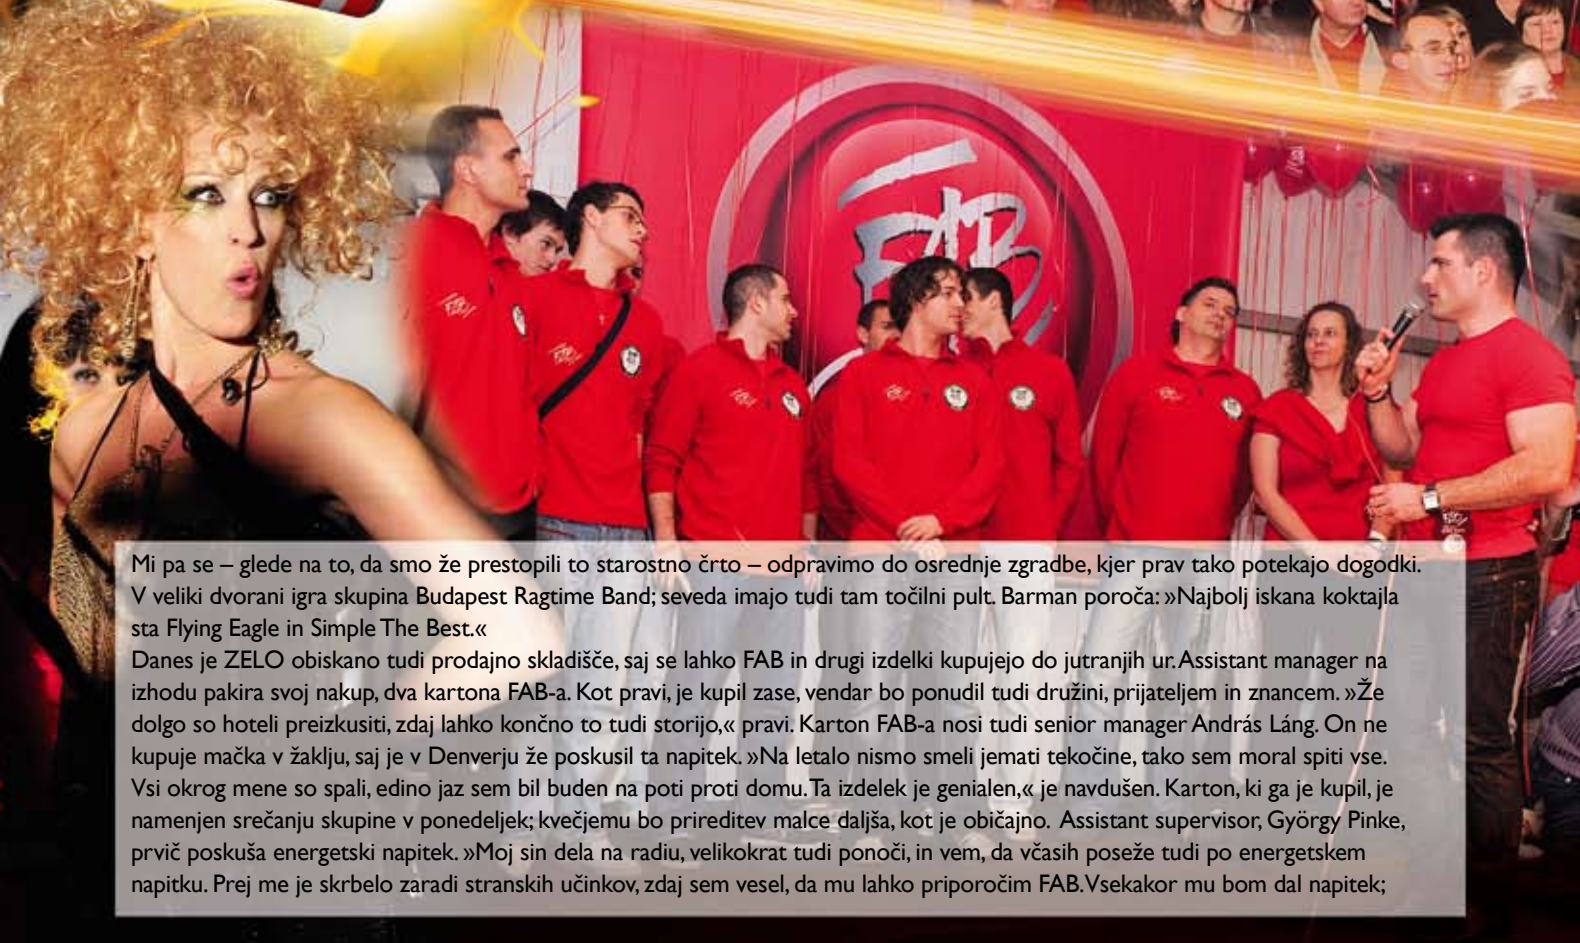 FAB
Mi pa se – glede na to, da smo že prestopili to starostno črto – odpravimo do osrednje zgradbe, kjer prav tako potekajo dogodki.
V veliki dvorani igra skupina Budapest Ragtime Band; seveda imajo tudi tam točilni pult. Barman poroča: »Najbolj iskana koktajla
sta Flying Eagle in Simple The Best.«
Danes je ZELO obiskano tudi prodajno skladišče, saj se lahko FAB in drugi izdelki kupujejo do jutranjih ur. Assistant manager na
izhodu pakira svoj nakup, dva kartona FAB-a. Kot pravi, je kupil zase, vendar bo ponudil tudi družini, prijateljem in znancem. »Že
dolgo so hoteli preizkusiti, zdaj lahko končno to tudi storijo,« pravi. Karton FAB-a nosi tudi senior manager András Láng. On ne
kupuje mačka v žaklju, saj je v Denverju že poskusil ta napitek. »Na letalo nismo smeli jemati tekočine, tako sem moral spiti vse.
Vsi okrog mene so spali, edino jaz sem bil buden na poti proti domu. Ta izdelek je genialen,« je navdušen. Karton, ki ga je kupil, je
namenjen srečanju skupine v ponedeljek; kvečjemu bo prireditev malce daljša, kot je običajno. Assistant supervisor, György Pinke,
prvič poskuša energetski napitek. »Moj sin dela na radiu, velikokrat tudi ponoči, in vem, da včasih poseže tudi po energetskem
napitku. Prej me je skrbelo zaradi stranskih učinkov, zdaj sem vesel, da mu lahko priporočim FAB. Vsekakor mu bom dal napitek;